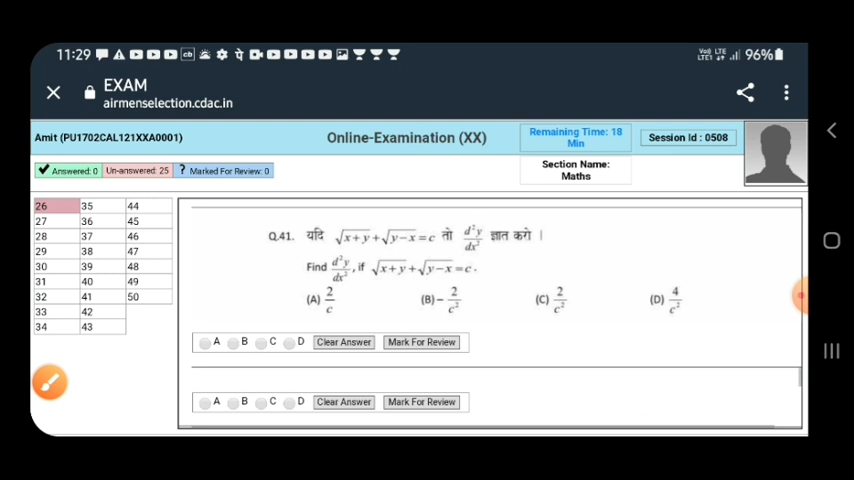 11:29
Vo) LTE
LTE1 96%
EXAM
airmenselection.cdac.in
Amit (PU1702CAL121XXA0001)
Online-Examination (XX)
Remaining Time: 18
Min
Session Id : 0508
Section Name:
Maths
Answered: 0 Un-answered: 25 ? Marked For Review: 0
26 35 44
27 36 45
28 37 46
29 38 47
30 39 48
31 40 49
32 41 50
33 42
34 43
Q.41. यदि √x+y+√y−x=c तो d²y/dx² ज्ञात करो ।
Find d²y/dx², if √x+y+√y−x=c.
(A) 2/c (B) − 2/c² (C) 2/c² (D) 4/c²
A B C D Clear Answer Mark For Review
A B C D Clear Answer Mark For Review